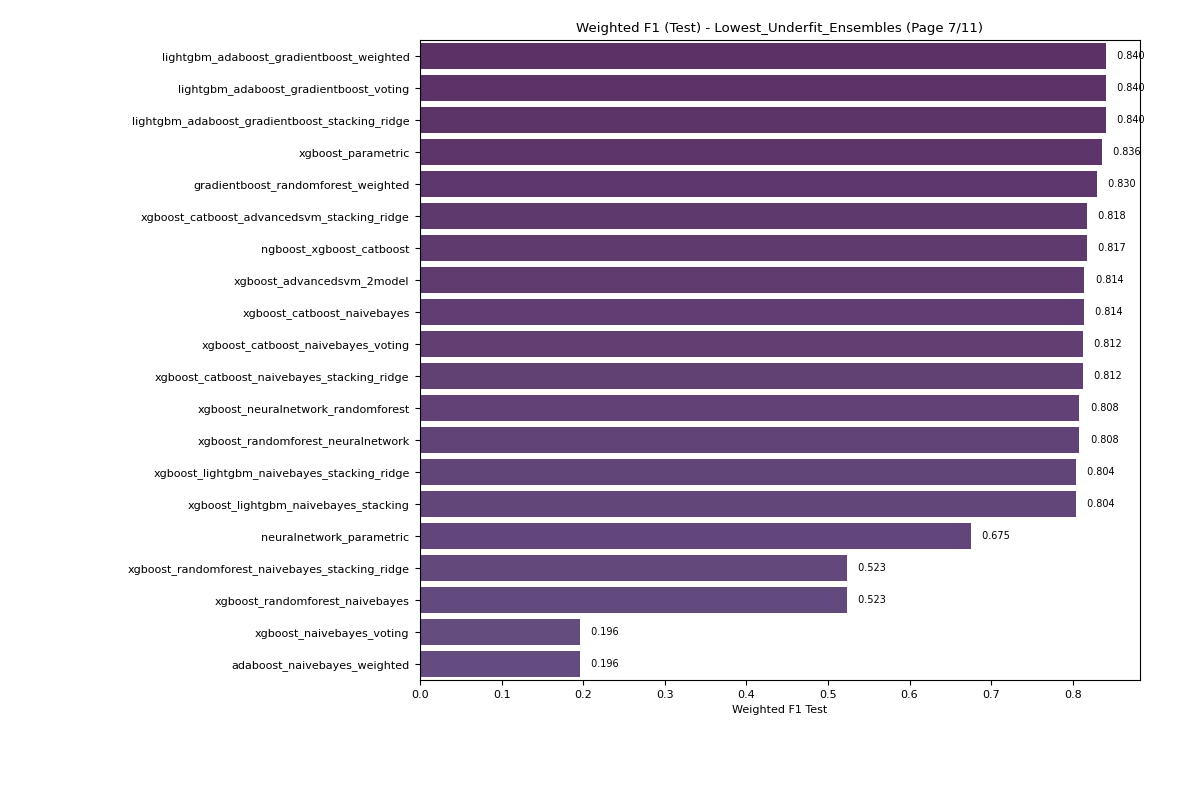 Weighted F1 (Test) - Lowest_Underfit_Ensembles (Page 7/11)
lightgbm_adaboost_gradientboost_weighted 0.840
lightgbm_adaboost_gradientboost_voting 0.840
lightgbm_adaboost_gradientboost_stacking_ridge 0.840
xgboost_parametric 0.836
gradientboost_randomforest_weighted 0.830
xgboost_catboost_advancedsvm_stacking_ridge 0.818
ngboost_xgboost_catboost 0.817
xgboost_advancedsvm_2model 0.814
xgboost_catboost_naivebayes 0.814
xgboost_catboost_naivebayes_voting 0.812
xgboost_catboost_naivebayes_stacking_ridge 0.812
xgboost_neuralnetwork_randomforest 0.808
xgboost_randomforest_neuralnetwork 0.808
xgboost_lightgbm_naivebayes_stacking_ridge 0.804
xgboost_lightgbm_naivebayes_stacking 0.804
neuralnetwork_parametric 0.675
xgboost_randomforest_naivebayes_stacking_ridge 0.523
xgboost_randomforest_naivebayes 0.523
xgboost_naivebayes_voting 0.196
adaboost_naivebayes_weighted 0.196
0.0 0.1 0.2 0.3 0.4 0.5 0.6 0.7 0.8
Weighted F1 Test